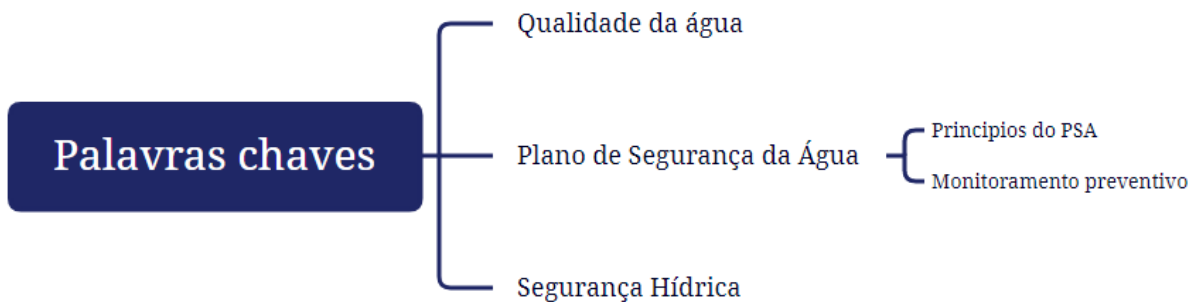 Palavras chaves
Qualidade da água
Plano de Segurança da Água
Principios do PSA
Monitoramento preventivo
Segurança Hídrica